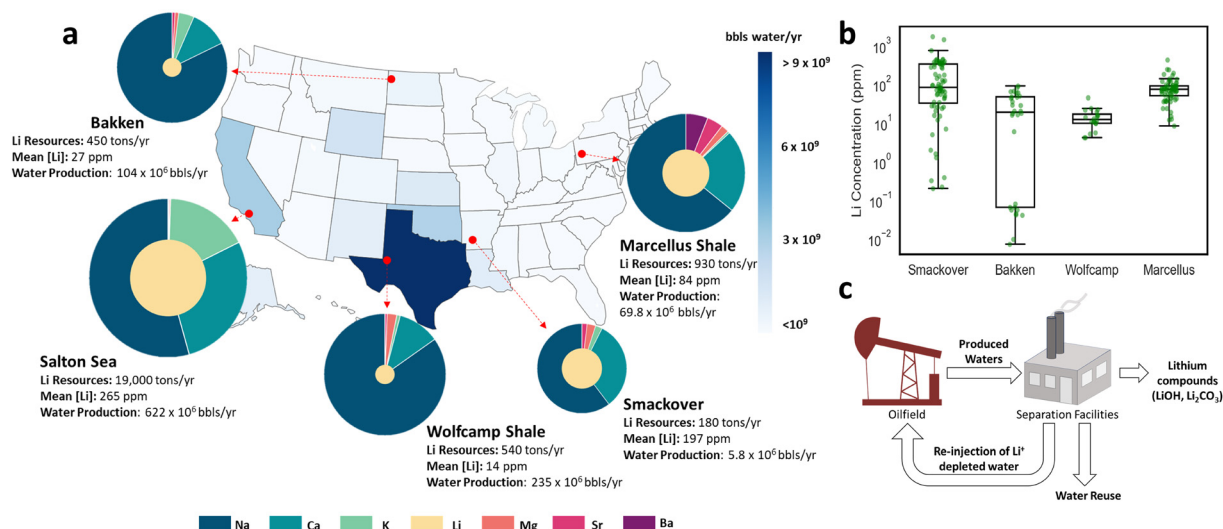 a
Bakken
Li Resources: 450 tons/yr
Mean [Li]: 27 ppm
Water Production: 104 x 10⁶ bbls/yr
Salton Sea
Li Resources: 19,000 tons/yr
Mean [Li]: 265 ppm
Water Production: 622 x 10⁶ bbls/yr
Wolfcamp Shale
Li Resources: 540 tons/yr
Mean [Li]: 14 ppm
Water Production: 235 x 10⁶ bbls/yr
Smackover
Li Resources: 180 tons/yr
Mean [Li]: 197 ppm
Water Production: 5.8 x 10⁶ bbls/yr
Marcellus Shale
Li Resources: 930 tons/yr
Mean [Li]: 84 ppm
Water Production:
69.8 x 10⁶ bbls/yr
bbls water/yr
> 9 x 10⁹
6 x 10⁹
3 x 10⁹
<10⁹
Na Ca K Li Mg Sr Ba
b
Li Concentration (ppm)
10³
10²
10¹
10⁰
10⁻¹
10⁻²
Smackover Bakken Wolfcamp Marcellus
c
Produced
Waters
Oilfield
Separation Facilities
Lithium
compounds
(LiOH, Li₂CO₃)
Re-injection of Li⁺
depleted water
Water Reuse